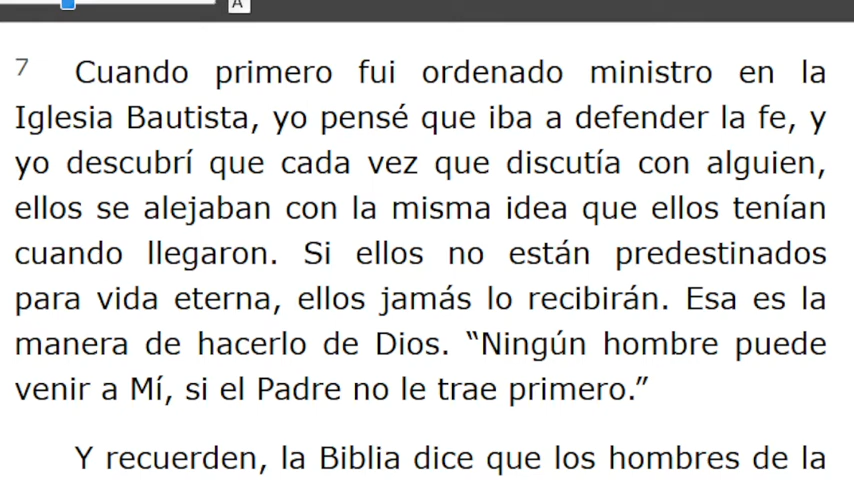 A
7 Cuando primero fui ordenado ministro en la
Iglesia Bautista, yo pensé que iba a defender la fe, y
yo descubrí que cada vez que discutía con alguien,
ellos se alejaban con la misma idea que ellos tenían
cuando llegaron. Si ellos no están predestinados
para vida eterna, ellos jamás lo recibirán. Esa es la
manera de hacerlo de Dios. “Ningún hombre puede
venir a Mí, si el Padre no le trae primero.”
Y recuerden, la Biblia dice que los hombres de la